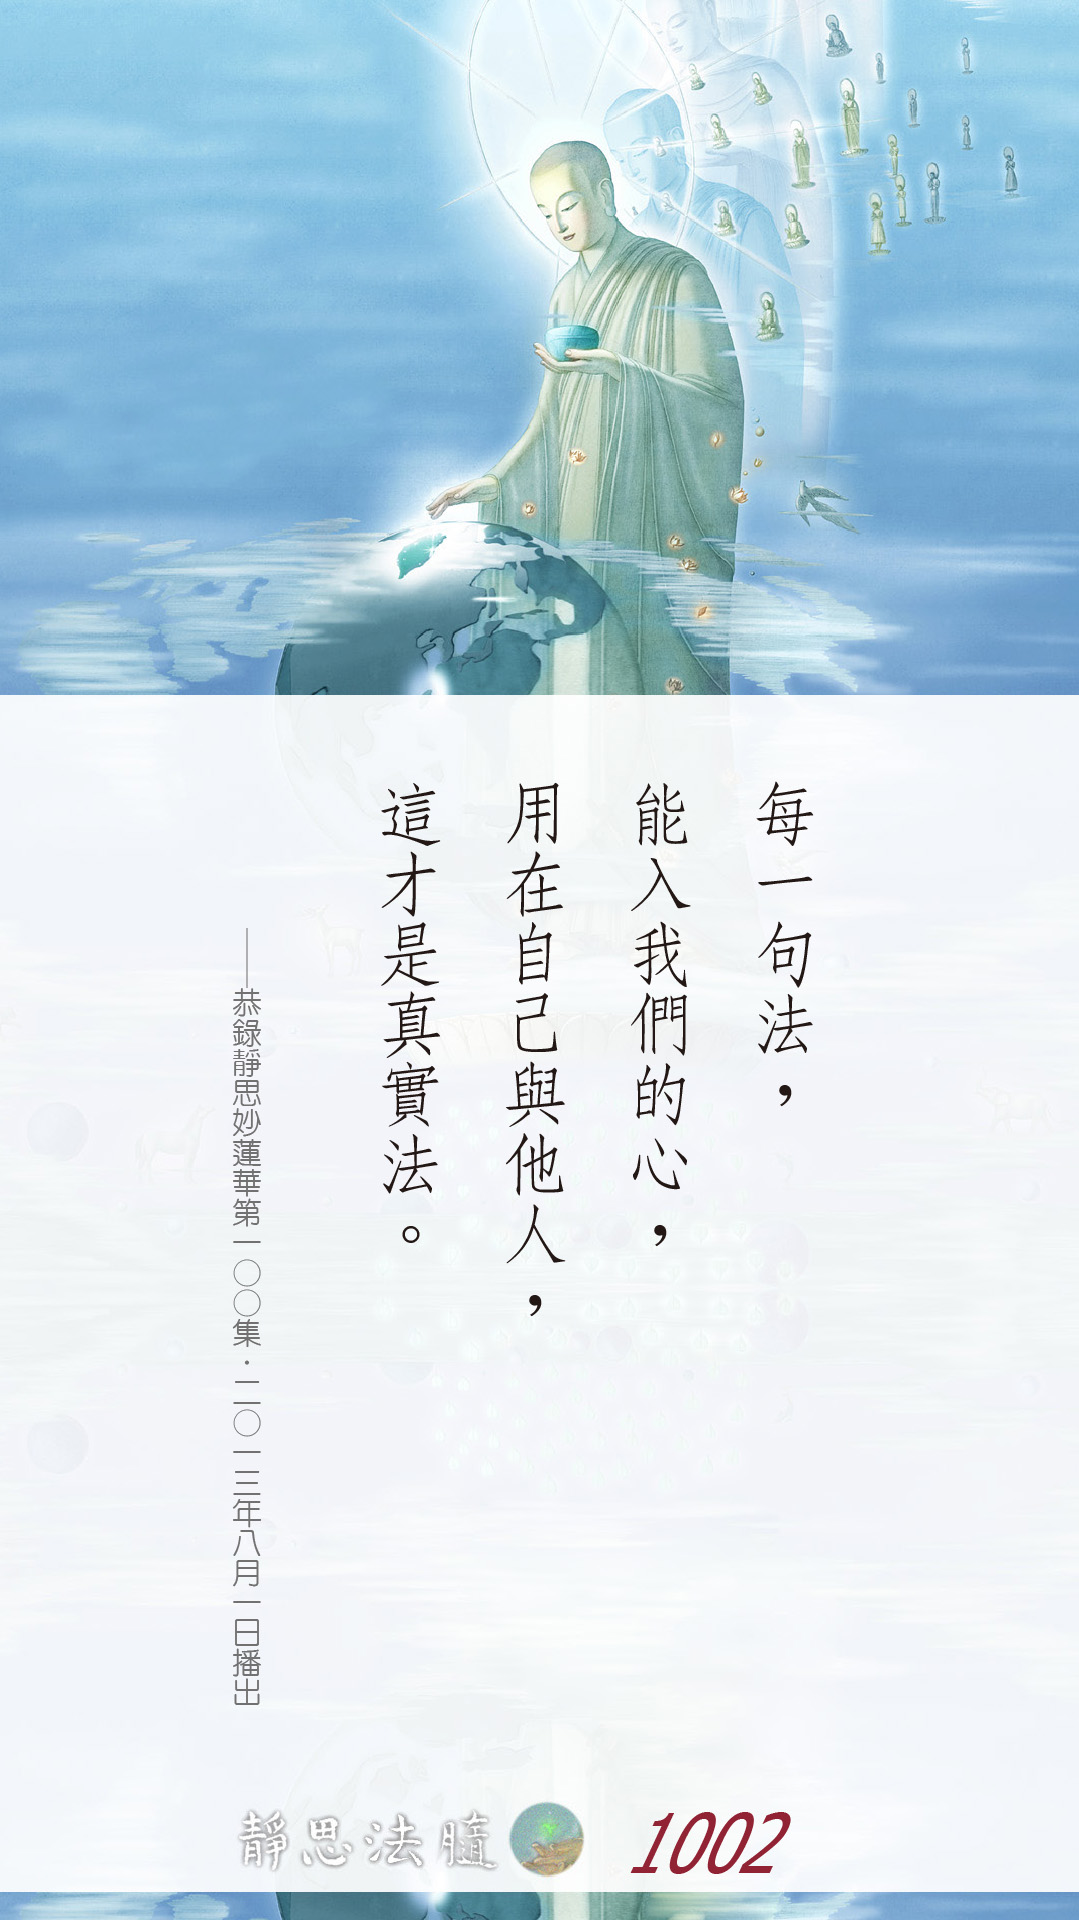 每一句法，
能入我們的心，
用在自己與他人，
這才是真實法。
——恭錄靜思妙蓮華第一〇〇集・二〇一三年八月一日播出
靜思法髓
1002